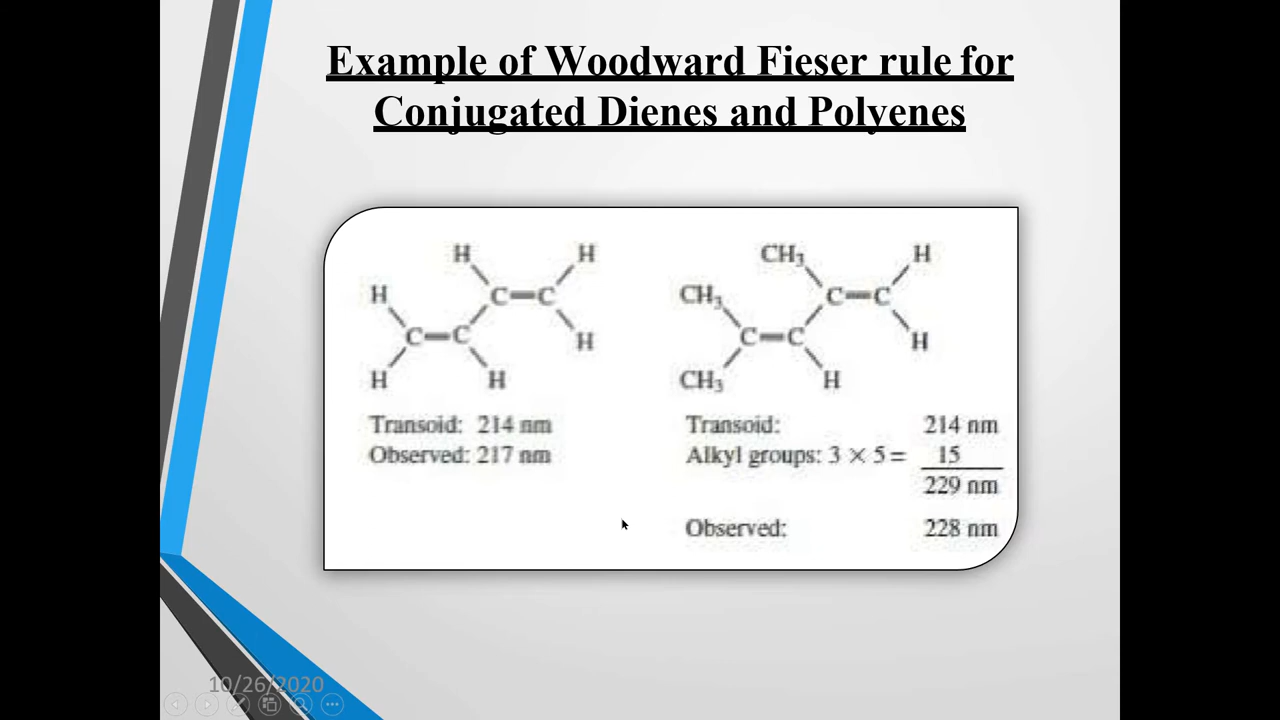 Example of Woodward Fieser rule for
Conjugated Dienes and Polyenes
H H
H C=C
C=C H
H H
Transoid: 214 nm
Observed: 217 nm
CH₃ H
CH₃ C=C
C=C H
CH₃ H
Transoid: 214 nm
Alkyl groups: 3 × 5 = 15
229 nm
Observed: 228 nm
10/26/2020